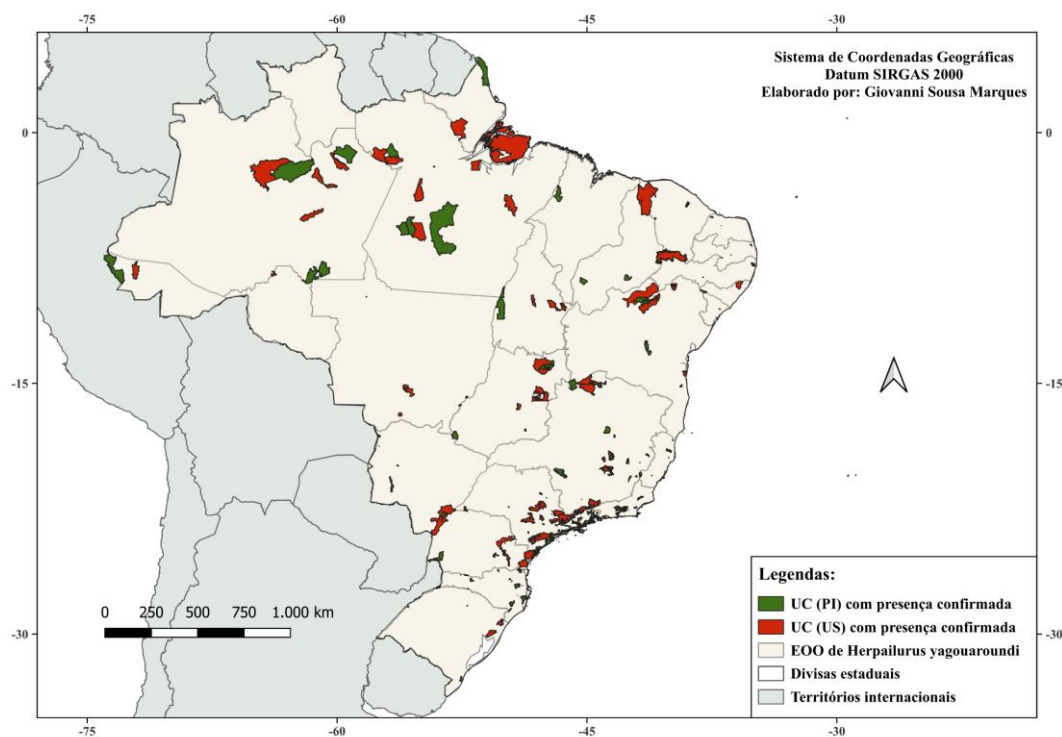 -75
-60
-45
-30
Sistema de Coordenadas Geográficas
Datum SIRGAS 2000
Elaborado por: Giovanni Sousa Marques
0
0
-15
-15
Legendas:
UC (PI) com presença confirmada
UC (US) com presença confirmada
EOO de Herpailurus yagouaroundi
Divisas estaduais
Territórios internacionais
0 250 500 750 1.000 km
-30
-30
-75
-60
-45
-30